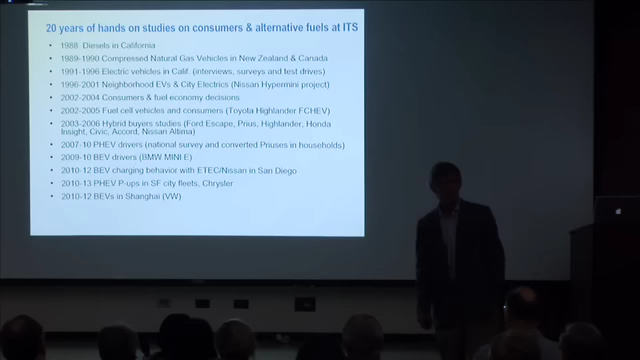 20 years of hands on studies on consumers & alternative fuels at ITS
• 1988 Diesels in California
• 1989-1990 Compressed Natural Gas Vehicles in New Zealand & Canada
• 1991-1996 Electric vehicles in Calif. (interviews, surveys and test drives)
• 1996-2001 Neighborhood EVs & City Electrics (Nissan Hypermini project)
• 2002-2004 Consumers & fuel economy decisions
• 2002-2005 Fuel cell vehicles and consumers (Toyota Highlander FCHEV)
• 2003-2006 Hybrid buyers studies (Ford Escape, Prius, Highlander, Honda
Insight, Civic, Accord, Nissan Altima)
• 2007-10 PHEV drivers (national survey and converted Priuses in households)
• 2009-10 BEV drivers (BMW MINI E)
• 2010-12 BEV charging behavior with ETEC/Nissan in San Diego
• 2010-13 PHEV P-ups in SF city fleets, Chrysler
• 2010-12 BEVs in Shanghai (VW)